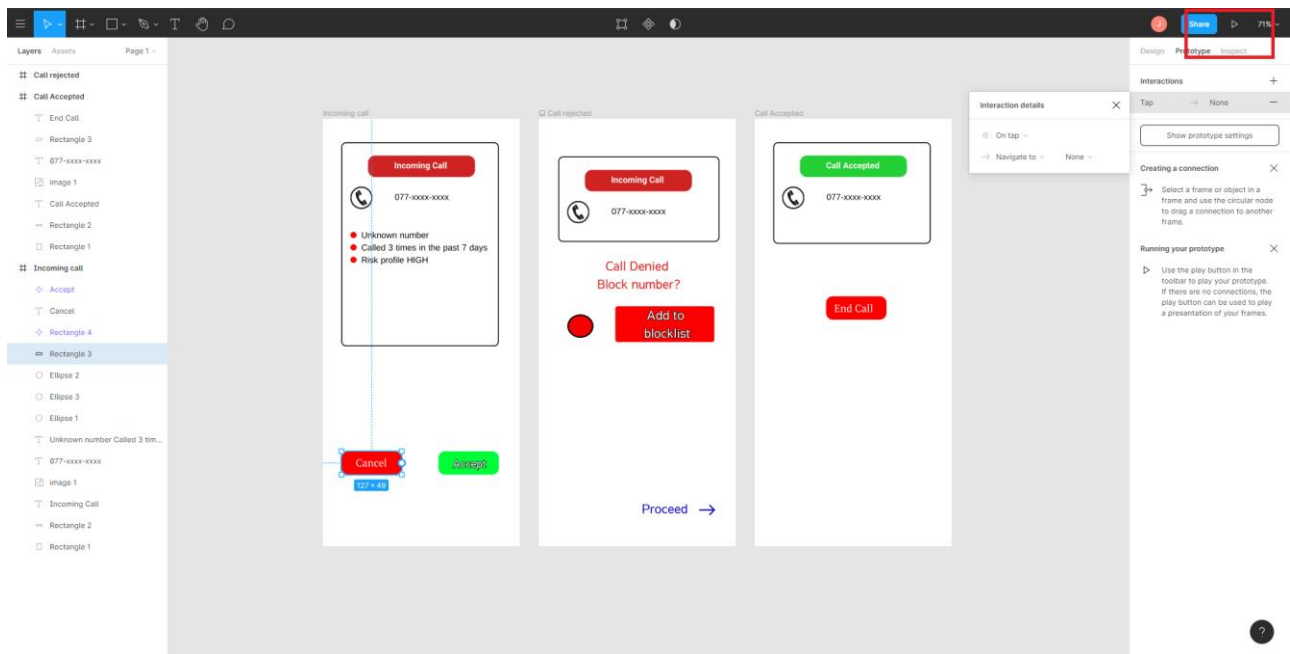 J
Share
71%
Layers
Assets
Page 1
Design
Prototype
Inspect
Call rejected
Call Accepted
End Call
Rectangle 3
077-xxxx-xxxx
image 1
Call Accepted
Rectangle 2
Rectangle 1
Incoming call
Accept
Cancel
Rectangle 4
Rectangle 3
Ellipse 2
Ellipse 3
Ellipse 1
Unknown number Called 3 tim...
077-xxxx-xxxx
image 1
Incoming Call
Rectangle 2
Rectangle 1
Incoming call
Incoming Call
077-xxxx-xxxx
Unknown number
Called 3 times in the past 7 days
Risk profile HIGH
Cancel
Accept
127 × 49
Call rejected
Incoming Call
077-xxxx-xxxx
Call Denied
Block number?
Add to
blocklist
Proceed
Call Accepted
Call Accepted
077-xxxx-xxxx
End Call
Interaction details
On tap
Navigate to
None
Interactions
Tap
None
Show prototype settings
Creating a connection
Select a frame or object in a
frame and use the circular node
to drag a connection to another
frame.
Running your prototype
Use the play button in the
toolbar to play your prototype.
If there are no connections, the
play button can be used to play
a presentation of your frames.
?